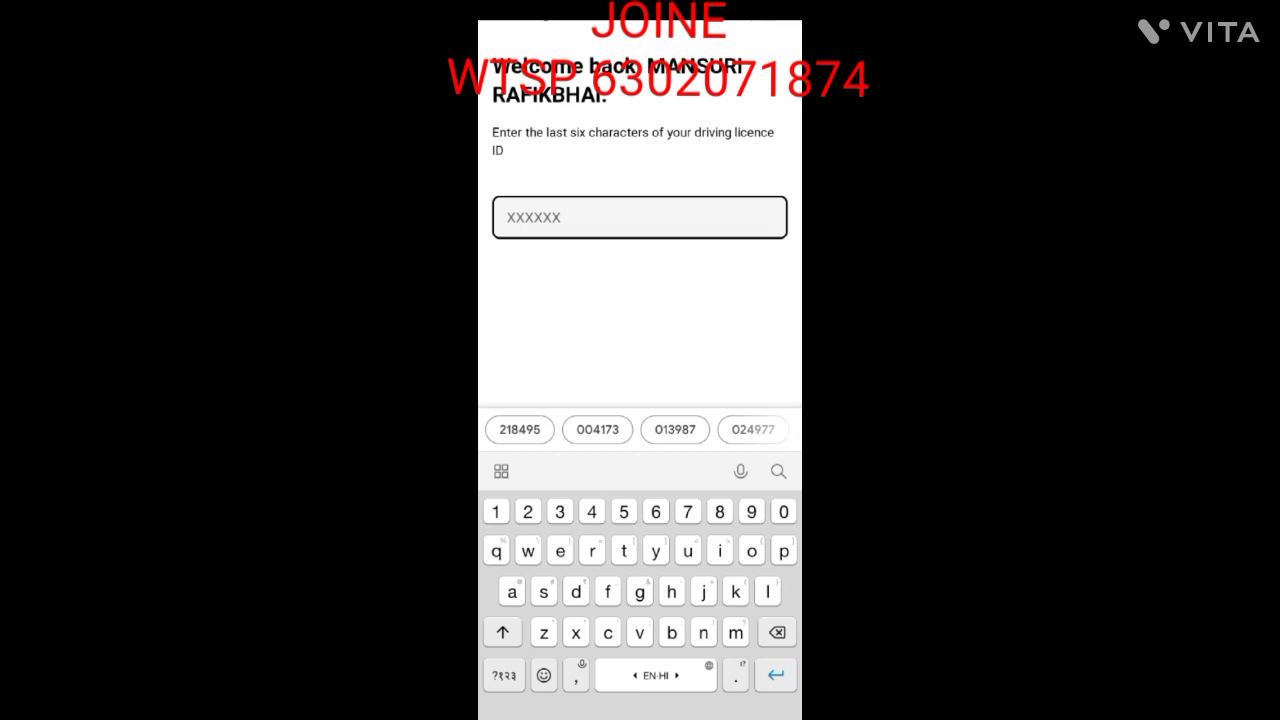 JOINE
WTSP 6302071874
VITA
Welcome back, MANSURI
RAFIKBHAI.
Enter the last six characters of your driving licence
ID
XXXXXX
218495 004173 013987 024977
1 2 3 4 5 6 7 8 9 0
q w e r t y u i o p
a s d f g h j k l
z x c v b n m
?१२३ , EN-HI .